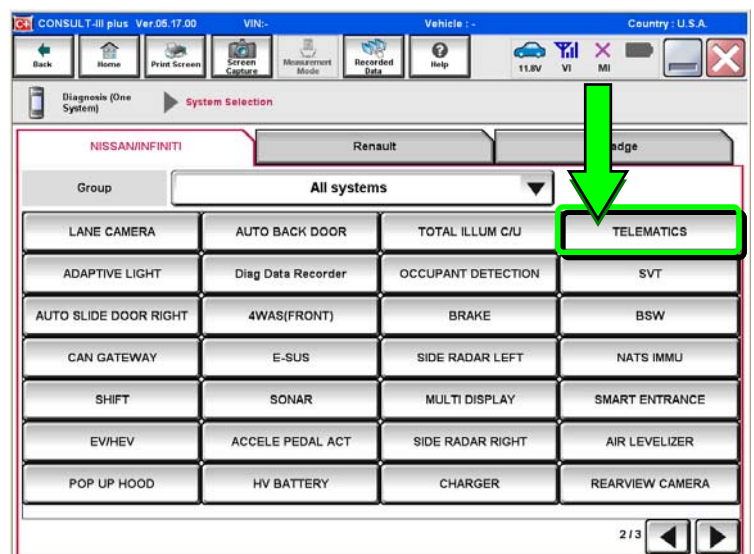 CONSULT-III plus Ver.05.17.00 VIN:- Vehicle : - Country : U.S.A.
Back Home Print Screen Screen Capture Measurement Mode Recorded Data Help 11.8V VI MI
Diagnosis (One System) System Selection
NISSAN/INFINITI Renault
Group All systems
LANE CAMERA AUTO BACK DOOR TOTAL ILLUM C/U TELEMATICS
ADAPTIVE LIGHT Diag Data Recorder OCCUPANT DETECTION SVT
AUTO SLIDE DOOR RIGHT 4WAS(FRONT) BRAKE BSW
CAN GATEWAY E-SUS SIDE RADAR LEFT NATS IMMU
SHIFT SONAR MULTI DISPLAY SMART ENTRANCE
EV/HEV ACCELE PEDAL ACT SIDE RADAR RIGHT AIR LEVELIZER
POP UP HOOD HV BATTERY CHARGER REARVIEW CAMERA
2/3